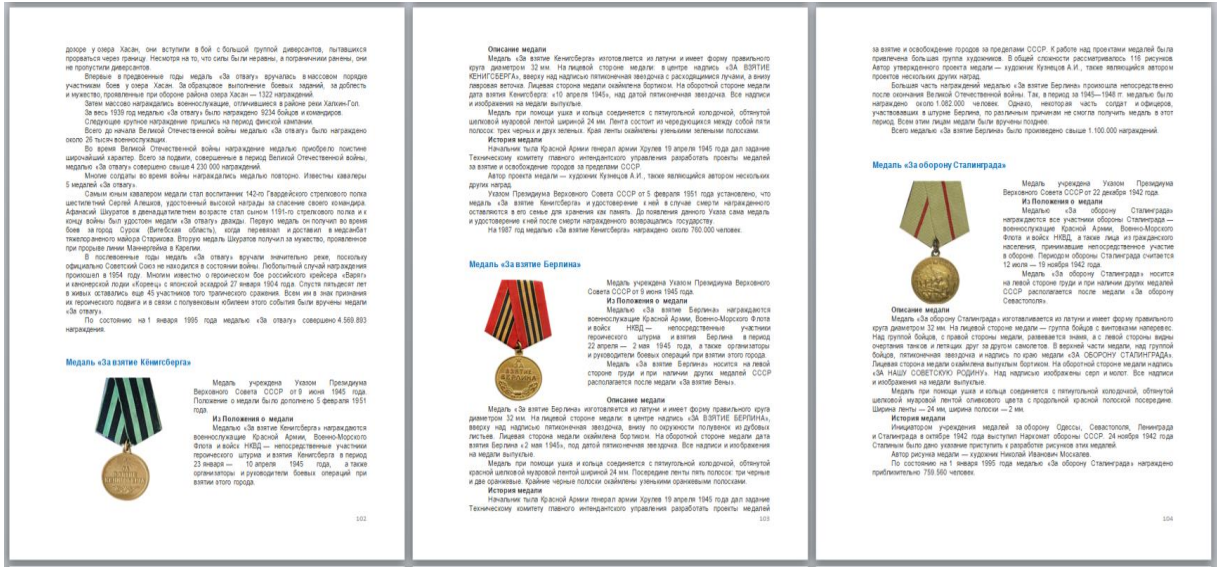 дозоре у озера Хасан, они вступили в бой с большой группой диверсантов, пытавшихся
прорваться через границу. Несмотря на то, что силы были неравны, а пограничники ранены, они
не пропустили диверсантов.
Впервые в предвоенные годы медаль «За отвагу» вручалась в массовом порядке
участникам боев у озера Хасан. За образцовое выполнение боевых заданий, за доблесть
и мужество, проявленные при обороне района озера Хасан — 1322 награждений.
Затем массово награждались военнослужащие, отличившиеся в районе реки Халхин-Гол.
За весь 1939 год медалью «За отвагу» было награждено 9234 бойцов и командиров.
Следующее крупное награждение пришлись на период финской кампании.
Всего до начала Великой Отечественной войны медалью «За отвагу» было награждено
около 26 тысяч военнослужащих.
Во время Великой Отечественной войны награждение медалью приобрело поистине
широчайший характер. Всего за подвиги, совершенные в период Великой Отечественной войны,
медалью «За отвагу» совершено свыше 4 230 000 награждений.
Многие солдаты во время войны награждались медалью повторно. Известны кавалеры
5 медалей «За отвагу».
Самым юным кавалером медали стал воспитанник 142-го Гвардейского стрелкового полка
шестилетний Сергей Алешков, удостоенный высокой награды за спасение своего командира.
Афанасий Шкуратов в двенадцатилетнем возрасте стал сыном 1191-го стрелкового полка и к
концу войны был удостоен медали «За отвагу» дважды. Первую медаль он получил во время
боев за город Сурож (Витебская область), когда перевязал и доставил в медсанбат
тяжелораненого майора Старикова. Вторую медаль Шкуратов получил за мужество, проявленное
при прорыве линии Маннергейма в Карелии.
В послевоенные годы медаль «За отвагу» вручали значительно реже, поскольку
официально Советский Союз не находился в состоянии войны. Любопытный случай награждения
произошел в 1954 году. Многим известно о героическом бое российского крейсера «Варяг»
и канонерской лодки «Кореец» с японской эскадрой 27 января 1904 года. Спустя пятьдесят лет
в живых оставались еще 45 участников того трагического сражения. Всем им в знак признания
их героического подвига и в связи с полувековым юбилеем этого события были вручены медали
«За отвагу».
По состоянию на 1 января 1995 года медалью «За отвагу» совершено 4.569.893
награждения.
Медаль «За взятие Кёнигсберга»
Медаль учреждена Указом Президиума
Верховного Совета СССР от 9 июня 1945 года.
Положение о медали было дополнено 5 февраля 1951
года.
Из Положения о медали
Медалью «За взятие Кенигсберга» награждаются
военнослужащие Красной Армии, Военно-Морского
Флота и войск НКВД — непосредственные участники
героического штурма и взятия Кенигсберга в период
23 января — 10 апреля 1945 года, а также
организаторы и руководители боевых операций при
взятии этого города.
102
Описание медали
Медаль «За взятие Кенигсберга» изготовляется из латуни и имеет форму правильного
круга диаметром 32 мм. На лицевой стороне медали: в центре надпись «ЗА ВЗЯТИЕ
КЕНИГСБЕРГА», вверху над надписью пятиконечная звездочка с расходящимися лучами, а внизу
лавровая веточка. Лицевая сторона медали окаймлена бортиком. На оборотной стороне медали
дата взятия Кенигсберга: «10 апреля 1945», над датой пятиконечная звездочка. Все надписи
и изображения на медали выпуклые.
Медаль при помощи ушка и кольца соединяется с пятиугольной колодочкой, обтянутой
шелковой муаровой лентой шириной 24 мм. Лента состоит из чередующихся между собой пяти
полосок: трех черных и двух зеленых. Края ленты окаймлены узенькими зелеными полосками.
История медали
Начальник тыла Красной Армии генерал армии Хрулев 19 апреля 1945 года дал задание
Техническому комитету главного интендантского управления разработать проекты медалей
за взятие и освобождение городов за пределами СССР.
Автор проекта медали — художник Кузнецов А.И., также являющийся автором нескольких
других наград.
Указом Президиума Верховного Совета СССР от 5 февраля 1951 года установлено, что
медаль «За взятие Кенигсберга» и удостоверение к ней в случае смерти награжденного
оставляются в его семье для хранения как память. До появления данного Указа сама медаль
и удостоверение к ней после смерти награжденного возвращались государству.
На 1987 год медалью «За взятие Кенигсберга» награждено около 760.000 человек.
Медаль «За взятие Берлина»
Медаль учреждена Указом Президиума Верховного
Совета СССР от 9 июня 1945 года.
Из Положения о медали
Медалью «За взятие Берлина» награждаются
военнослужащие Красной Армии, Военно-Морского Флота
и войск НКВД — непосредственные участники
героического штурма и взятия Берлина в период
22 апреля — 2 мая 1945 года, а также организаторы
и руководители боевых операций при взятии этого города.
Медаль «За взятие Берлина» носится на левой
стороне груди и при наличии других медалей СССР
располагается после медали «За взятие Вены».
ЗА
ВЗЯТИЕ
БЕРЛИНА
Описание медали
Медаль «За взятие Берлина» изготовляется из латуни и имеет форму правильного круга
диаметром 32 мм. На лицевой стороне медали: в центре надпись «ЗА ВЗЯТИЕ БЕРЛИНА»,
вверху над надписью пятиконечная звездочка, внизу по окружности полувенок из дубовых
листьев. Лицевая сторона медали окаймлена бортиком. На оборотной стороне медали дата
взятия Берлина «2 мая 1945», под датой пятиконечная звездочка. Все надписи и изображения
на медали выпуклые.
Медаль при помощи ушка и кольца соединяется с пятиугольной колодочкой, обтянутой
красной шелковой муаровой лентой шириной 24 мм. Посредине ленты пять полосок: три черные
и две оранжевые. Крайние черные полоски окаймлены узенькими оранжевыми полосками.
История медали
Начальник тыла Красной Армии генерал армии Хрулев 19 апреля 1945 года дал задание
Техническому комитету главного интендантского управления разработать проекты медалей
103
за взятие и освобождение городов за пределами СССР. К работе над проектами медалей была
привлечена большая группа художников. В общей сложности рассматривалось 116 рисунков.
Автор утвержденного проекта медали — художник Кузнецов А.И., также являющийся автором
проектов нескольких других наград.
Большая часть награждений медалью «За взятие Берлина» произошла непосредственно
после окончания Великой Отечественной войны. Так, в период за 1945—1948 гг. медалью было
награждено около 1.082.000 человек. Однако, некоторая часть солдат и офицеров,
участвовавших в штурме Берлина, по различным причинам не смогла получить медаль в этот
период. Всем этим лицам медали были вручены позднее.
Всего медалью «За взятие Берлина» было произведено свыше 1.100.000 награждений.
Медаль «За оборону Сталинграда»
Медаль учреждена Указом Президиума
Верховного Совета СССР от 22 декабря 1942 года.
Из Положения о медали
Медалью «За оборону Сталинграда»
награждаются все участники обороны Сталинграда —
военнослужащие Красной Армии, Военно-Морского
Флота и войск НКВД, а также лица из гражданского
населения, принимавшие непосредственное участие
в обороне. Периодом обороны Сталинграда считается
12 июля — 19 ноября 1942 года.
Медаль «За оборону Сталинграда» носится
на левой стороне груди и при наличии других медалей
СССР располагается после медали «За оборону
Севастополя».
Описание медали
Медаль «За оборону Сталинграда» изготавливается из латуни и имеет форму правильного
круга диаметром 32 мм. На лицевой стороне медали — группа бойцов с винтовками наперевес.
Над группой бойцов, с правой стороны медали, развевается знамя, а с левой стороны видны
очертания танков и летящих друг за другом самолетов. В верхней части медали, над группой
бойцов, пятиконечная звездочка и надпись по краю медали «ЗА ОБОРОНУ СТАЛИНГРАДА».
Лицевая сторона медали окаймлена выпуклым бортиком. На оборотной стороне медали надпись
«ЗА НАШУ СОВЕТСКУЮ РОДИНУ». Над надписью изображены серп и молот. Все надписи
и изображения на медали выпуклые.
Медаль при помощи ушка и кольца соединяется с пятиугольной колодочкой, обтянутой
шелковой муаровой лентой оливкового цвета с продольной красной полоской посередине.
Ширина ленты — 24 мм, ширина полоски — 2 мм.
История медали
Инициатором учреждения медалей за оборону Одессы, Севастополя, Ленинграда
и Сталинграда в октябре 1942 года выступил Наркомат обороны СССР. 24 ноября 1942 года
Сталиным было дано указание приступить к разработке рисунков этих медалей.
Автор рисунка медали — художник Николай Иванович Москалев.
По состоянию на 1 января 1995 года медалью «За оборону Сталинграда» награждено
приблизительно 759.560 человек.
104